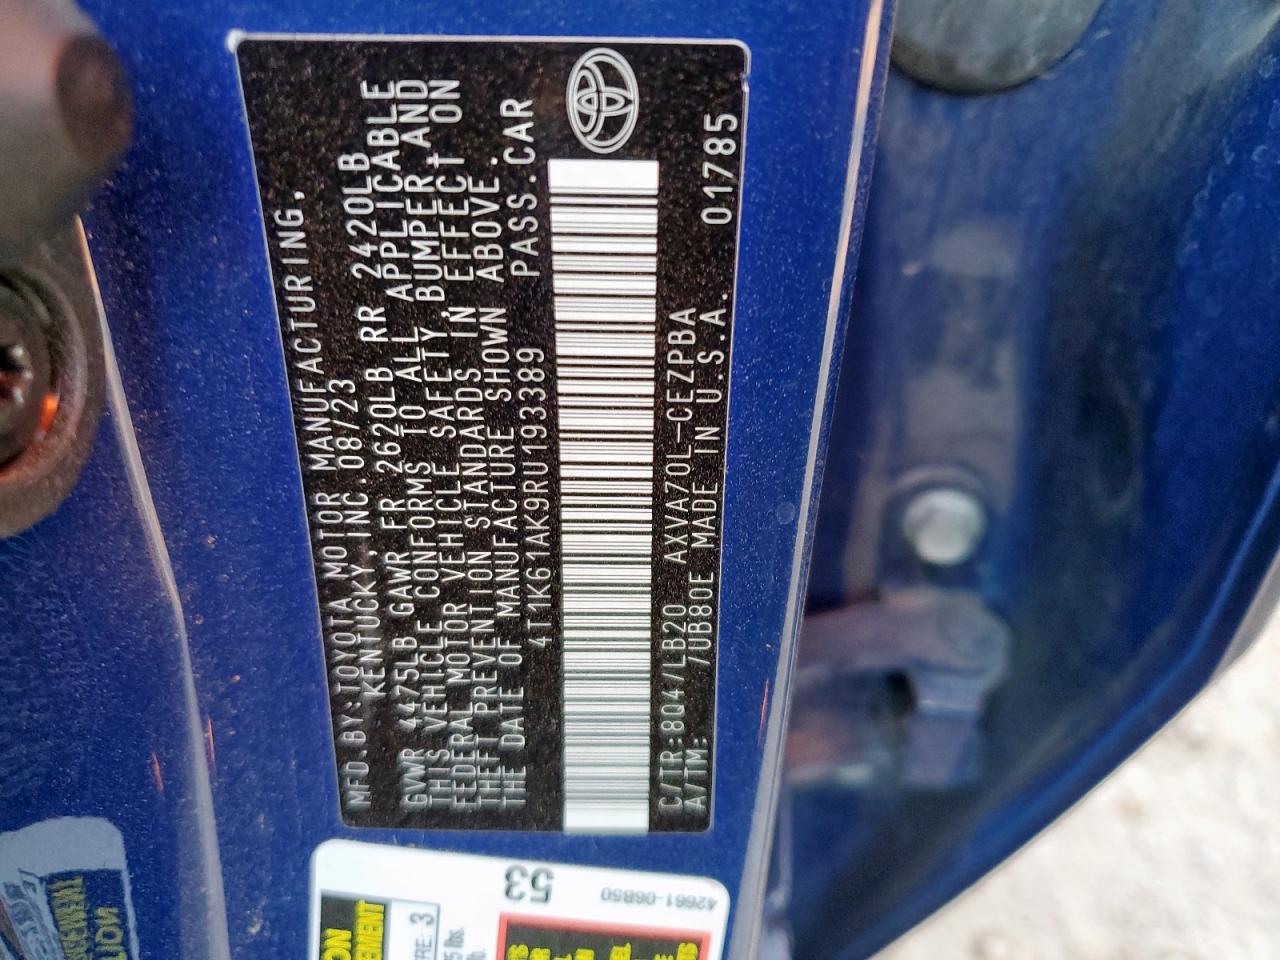 MFD.BY:TOYOTA MOTOR MANUFACTURING,
KENTUCKY, INC.08/23
GVWR 4475LB GAWR FR 2620LB RR 2420LB
THIS VEHICLE CONFORMS TO ALL APPLICABLE
FEDERAL MOTOR VEHICLE SAFETY,BUMPER,AND
THEFT PREVENTION STANDARDS IN EFFECT ON
THE DATE OF MANUFACTURE SHOWN ABOVE.
4T1K61AK9RU193389 PASS.CAR
C/TR:8Q4/LB20 AXVA70L-CEZPBA
A/TM: /UB80E MADE IN U.S.A. 01785
53
42661-06B50